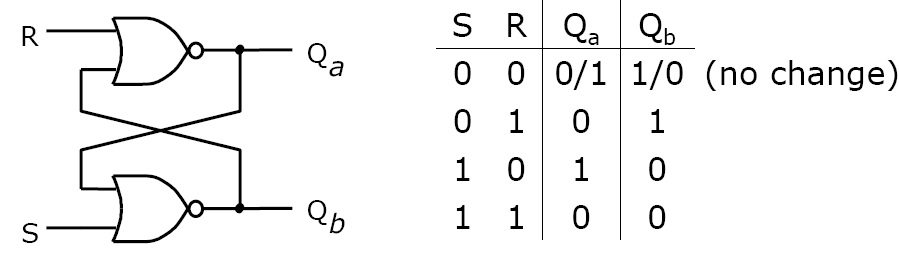 R
Qa
S
Qb
S R Qa Qb
0 0 0/1 1/0 (no change)
0 1 0 1
1 0 1 0
1 1 0 0